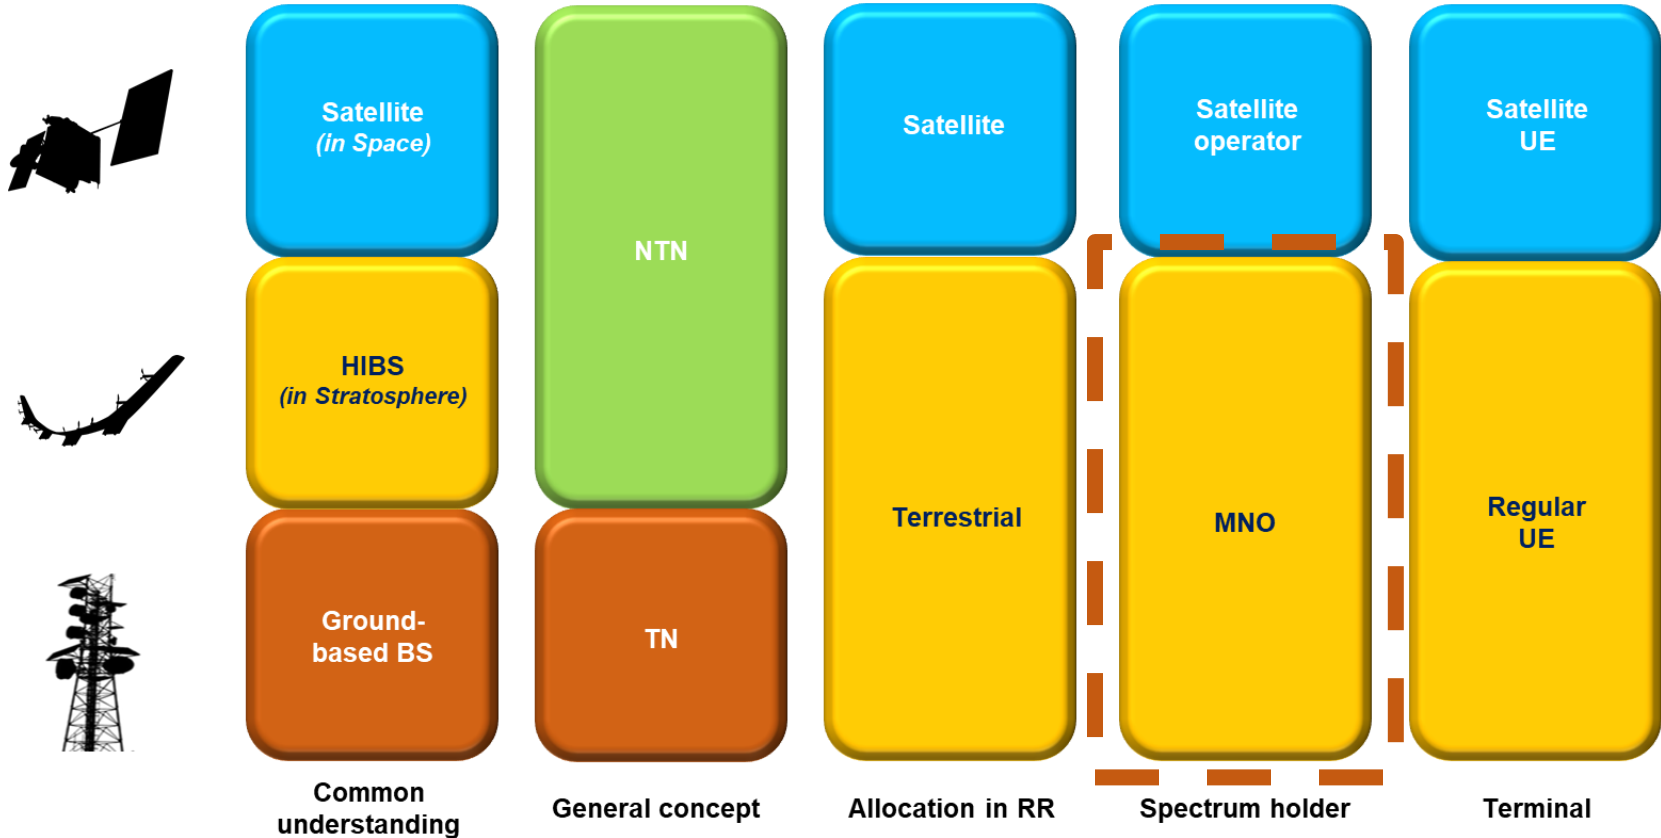 Satellite
(in Space)
HIBS
(in Stratosphere)
Ground-
based BS
Common
understanding
NTN
TN
General concept
Satellite
Terrestrial
Allocation in RR
Satellite
operator
MNO
Spectrum holder
Satellite
UE
Regular
UE
Terminal